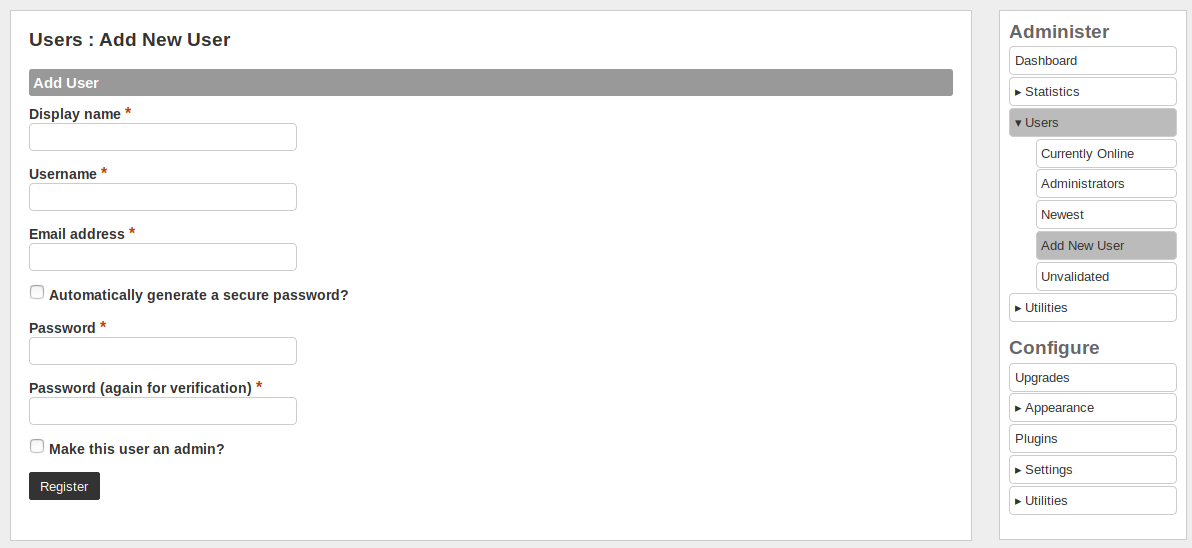 Users : Add New User
Add User
Display name *
Username *
Email address *
Automatically generate a secure password?
Password *
Password (again for verification) *
Make this user an admin?
Register
Administer
Dashboard
▸ Statistics
▾ Users
Currently Online
Administrators
Newest
Add New User
Unvalidated
▸ Utilities
Configure
Upgrades
▸ Appearance
Plugins
▸ Settings
▸ Utilities